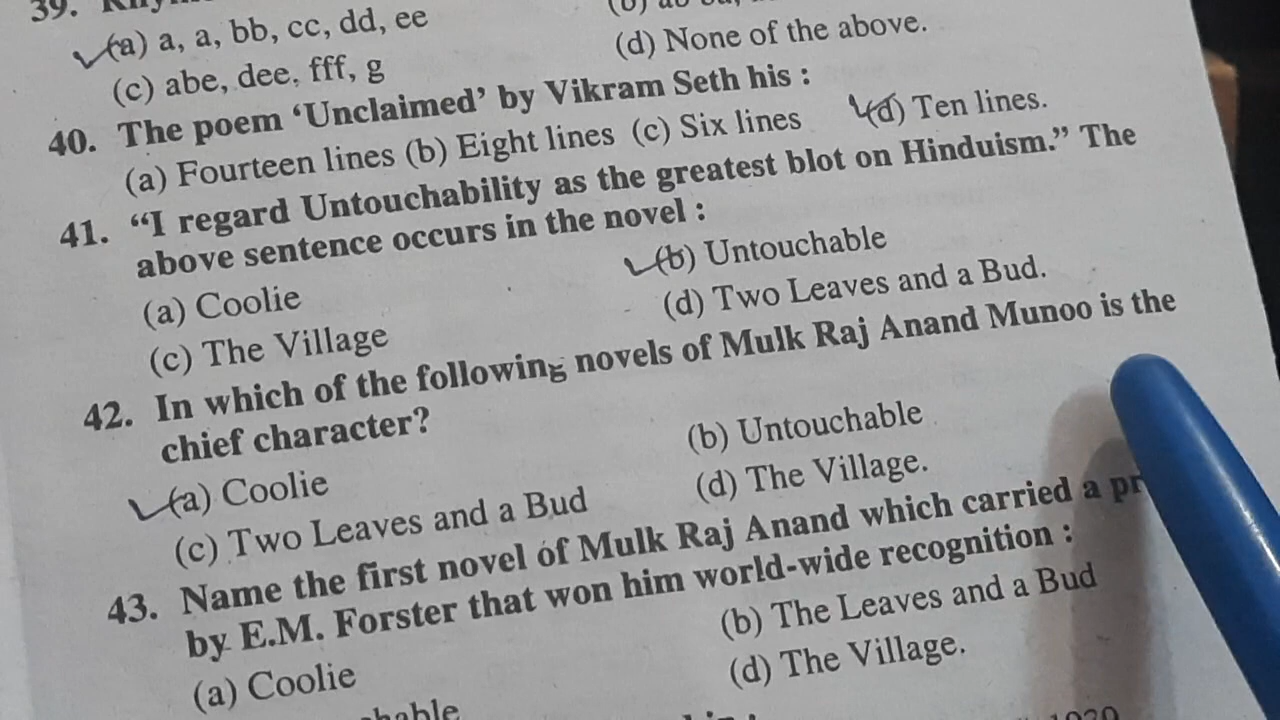 39.
(a) a, a, bb, cc, dd, ee
(c) abe, dee, fff, g
(d) None of the above.
40. The poem ‘Unclaimed’ by Vikram Seth his :
(a) Fourteen lines (b) Eight lines (c) Six lines (d) Ten lines.
41. “I regard Untouchability as the greatest blot on Hinduism.” The
above sentence occurs in the novel :
(a) Coolie (b) Untouchable
(c) The Village (d) Two Leaves and a Bud.
42. In which of the following novels of Mulk Raj Anand Munoo is the
chief character?
(a) Coolie (b) Untouchable
(c) Two Leaves and a Bud (d) The Village.
43. Name the first novel of Mulk Raj Anand which carried a
by E.M. Forster that won him world-wide recognition :
(a) Coolie (b) The Leaves and a Bud
(d) The Village.